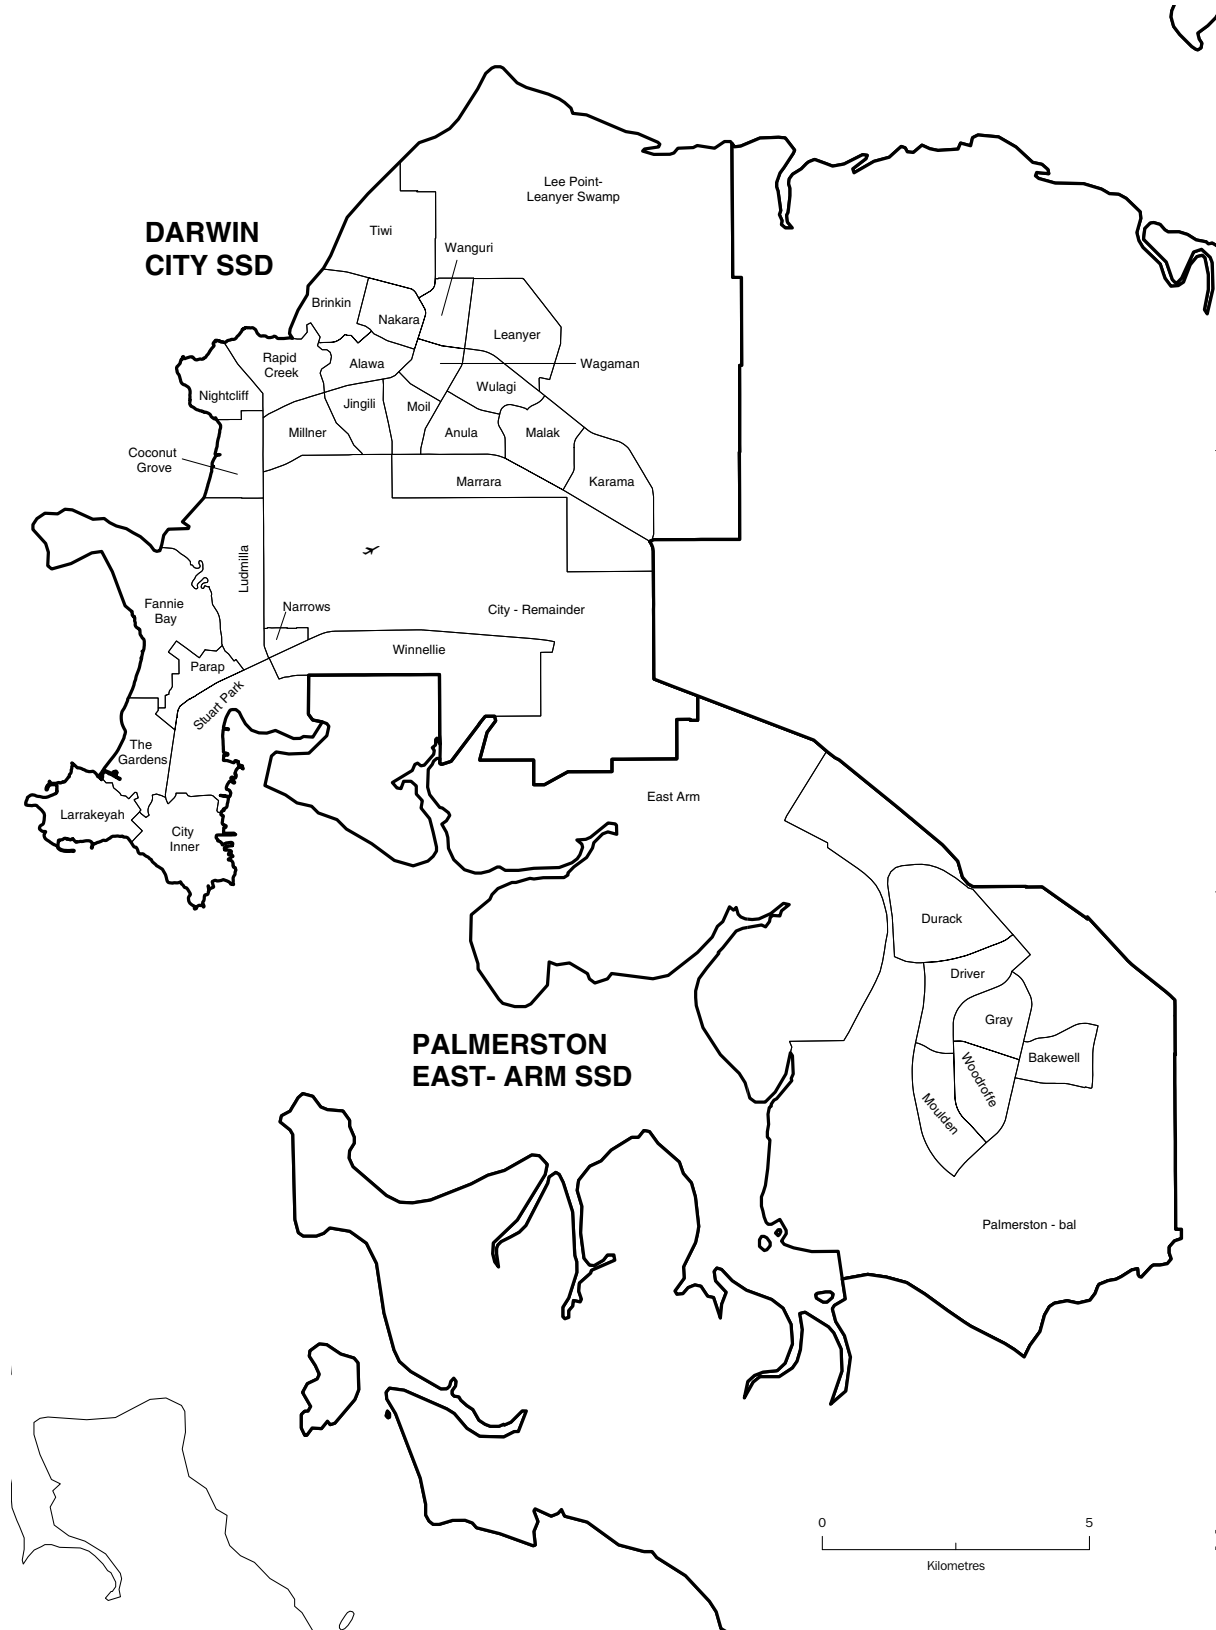 Lee Point-
Leanyer Swamp
DARWIN
CITY SSD
Tiwi
Wanguri
Brinkin
Nakara
Leanyer
Rapid
Creek
Alawa
Wagaman
Nightcliff
Wulagi
Jingili
Moil
Millner
Anula
Malak
Coconut
Grove
Marrara
Karama
Ludmilla
Fannie
Bay
Narrows
City - Remainder
Winnellie
Parap
Stuart Park
The
Gardens
East Arm
Larrakeyah
City
Inner
Durack
Driver
Gray
PALMERSTON
EAST- ARM SSD
Bakewell
Woodroffe
Moulden
Palmerston - bal
0
5
Kilometres